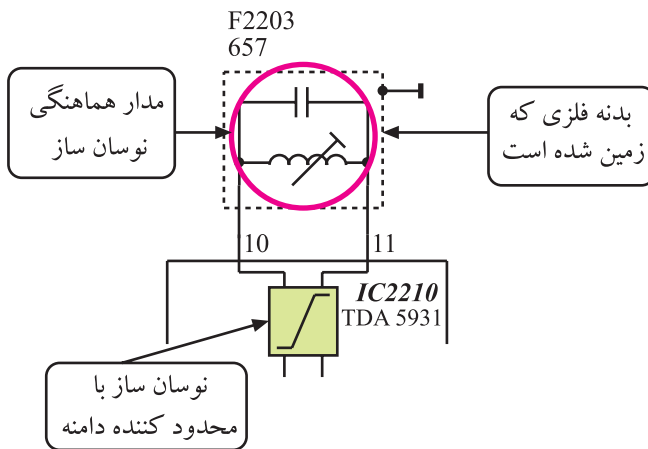 F2203
657
مدار هماهنگی
نوسان ساز
بدنه فلزی که
زمین شده است
10
11
IC2210
TDA 5931
نوسان ساز با
محدود کننده دامنه